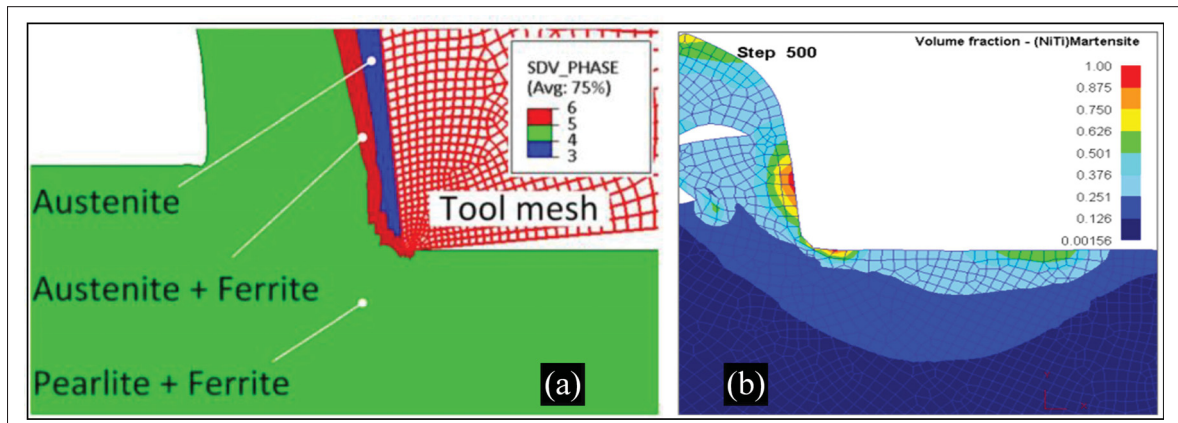 SDV_PHASE
(Avg: 75%)
6
5
4
3
Austenite
Tool mesh
Austenite + Ferrite
Pearlite + Ferrite
(a)
Step 500
Volume fraction - (NiTi)Martensite
1.00
0.875
0.750
0.626
0.501
0.376
0.251
0.126
0.00156
(b)